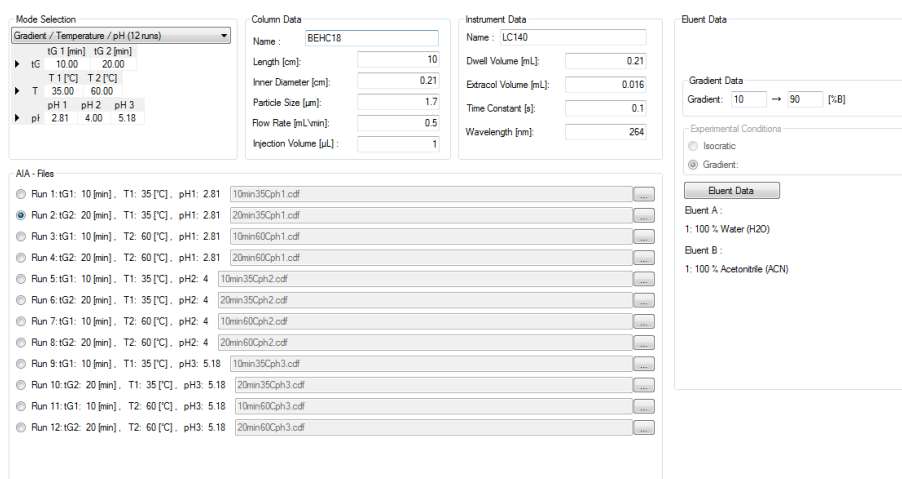 Mode Selection
Gradient / Temperature / pH (12 runs)
tG 1 [min] tG 2 [min]
tG 10.00 20.00
T 1 [°C] T 2 [°C]
T 35.00 60.00
pH 1 pH 2 pH 3
pH 2.81 4.00 5.18
Column Data
Name : BEHC18
Length [cm]: 10
Inner Diameter [cm]: 0.21
Particle Size [µm]: 1.7
Flow Rate [mL\min]: 0.5
Injection Volume [µL] : 1
Instrument Data
Name : LC140
Dwell Volume [mL]: 0.21
Extracol Volume [mL]: 0.016
Time Constant [s]: 0.1
Wavelength [nm]: 264
Eluent Data
Gradient Data
Gradient: 10 → 90 [%B]
Experimental Conditions
Isocratic
Gradient:
Eluent Data
Eluent A :
1: 100 % Water (H2O)
Eluent B :
1: 100 % Acetonitrile (ACN)
AIA - Files
Run 1: tG1: 10 [min] , T1: 35 [°C] , pH1: 2.81 10min35Cph1.cdf ...
Run 2: tG2: 20 [min] , T1: 35 [°C] , pH1: 2.81 20min35Cph1.cdf ...
Run 3: tG1: 10 [min] , T2: 60 [°C] , pH1: 2.81 10min60Cph1.cdf ...
Run 4: tG2: 20 [min] , T2: 60 [°C] , pH1: 2.81 20min60Cph1.cdf ...
Run 5: tG1: 10 [min] , T1: 35 [°C] , pH2: 4 10min35Cph2.cdf ...
Run 6: tG2: 20 [min] , T1: 35 [°C] , pH2: 4 20min35Cph2.cdf ...
Run 7: tG1: 10 [min] , T2: 60 [°C] , pH2: 4 10min60Cph2.cdf ...
Run 8: tG2: 20 [min] , T2: 60 [°C] , pH2: 4 20min60Cph2.cdf ...
Run 9: tG1: 10 [min] , T1: 35 [°C] , pH3: 5.18 10min35Cph3.cdf ...
Run 10: tG2: 20 [min] , T1: 35 [°C] , pH3: 5.18 20min35Cph3.cdf ...
Run 11: tG1: 10 [min] , T2: 60 [°C] , pH3: 5.18 10min60Cph3.cdf ...
Run 12: tG2: 20 [min] , T2: 60 [°C] , pH3: 5.18 20min60Cph3.cdf ...